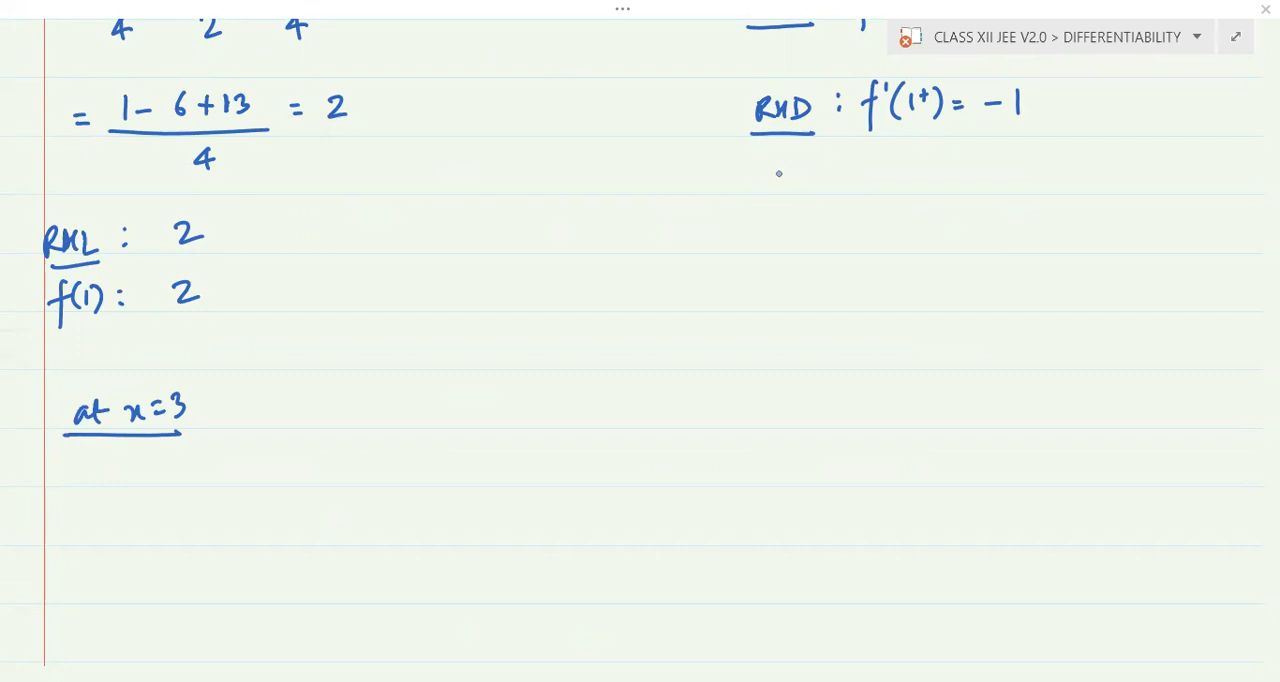 ...
CLASS XII JEE V2.0 > DIFFERENTIABILITY
4 2 4
= 1 - 6 + 13 / 4 = 2
RHD : f'(1+) = -1
RHL : 2
f(1) : 2
at x=3